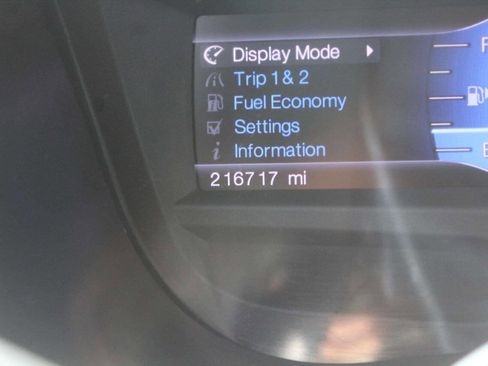 Display Mode
Trip 1 & 2
Fuel Economy
Settings
Information
216717 mi